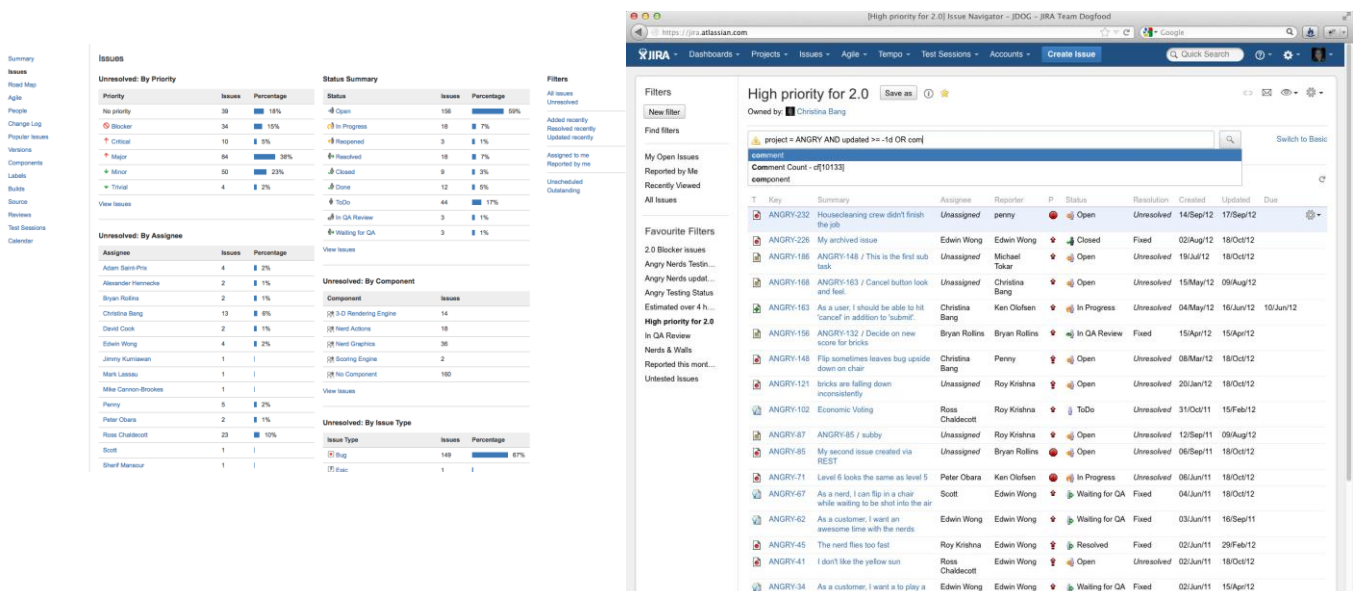 Summary
Issues
Road Map
Agile
People
Change Log
Popular Issues
Versions
Components
Labels
Builds
Source
Reviews
Test Sessions
Calendar
Issues
Unresolved: By Priority
Priority Issues Percentage
No priority 39 18%
Blocker 34 15%
Critical 10 5%
Major 84 38%
Minor 50 23%
Trivial 4 2%
View Issues
Unresolved: By Assignee
Assignee Issues Percentage
Adam Saint-Prix 4 2%
Alexander Hennecke 2 1%
Bryan Rollins 2 1%
Christina Bang 13 6%
David Cook 2 1%
Edwin Wong 4 2%
Jimmy Kurniawan 1
Mark Lassau 1
Mike Cannon-Brookes 1
Penny 5 2%
Peter Obara 2 1%
Ross Chaldecott 23 10%
Scott 1
Sherif Mansour 1
Status Summary
Status Issues Percentage
Open 156 59%
In Progress 18 7%
Reopened 3 1%
Resolved 18 7%
Closed 9 3%
Done 12 5%
ToDo 44 17%
In QA Review 3 1%
Waiting for QA 3 1%
View Issues
Unresolved: By Component
Component Issues
3-D Rendering Engine 14
Nerd Actions 18
Nerd Graphics 36
Scoring Engine 2
No Component 160
View Issues
Unresolved: By Issue Type
Issue Type Issues Percentage
Bug 149 67%
Epic 1
Filters
All issues
Unresolved
Added recently
Resolved recently
Updated recently
Assigned to me
Reported by me
Unscheduled
Outstanding
[High priority for 2.0] Issue Navigator - JDOG - JIRA Team Dogfood
https://jira.atlassian.com Google
JIRA Dashboards Projects Issues Agile Tempo Test Sessions Accounts Create Issue Quick Search
Filters
New filter
Find filters
My Open Issues
Reported by Me
Recently Viewed
All Issues
Favourite Filters
2.0 Blocker issues
Angry Nerds Testin...
Angry Nerds updat...
Angry Testing Status
Estimated over 4 h...
High priority for 2.0
In QA Review
Nerds & Walls
Reported this mont...
Untested Issues
High priority for 2.0 Save as
Owned by: Christina Bang
project = ANGRY AND updated >= -1d OR com Switch to Basic
comment
Comment Count - cf[10133]
component
T Key Summary Assignee Reporter P Status Resolution Created Updated Due
ANGRY-232 Housecleaning crew didn't finish Unassigned penny Open Unresolved 14/Sep/12 17/Sep/12
the job
ANGRY-226 My archived issue Edwin Wong Edwin Wong Closed Fixed 02/Aug/12 18/Oct/12
ANGRY-186 ANGRY-148 / This is the first sub Unassigned Michael Open Unresolved 19/Jul/12 18/Oct/12
task Tokar
ANGRY-168 ANGRY-163 / Cancel button look Unassigned Christina Open Unresolved 15/May/12 09/Aug/12
and feel. Bang
ANGRY-163 As a user, I should be able to hit Christina Ken Olofsen In Progress Unresolved 04/May/12 16/Jun/12 10/Jun/12
'cancel' in addition to 'submit'. Bang
ANGRY-156 ANGRY-132 / Decide on new Bryan Rollins Bryan Rollins In QA Review Fixed 15/Apr/12 15/Apr/12
score for bricks
ANGRY-148 Flip sometimes leaves bug upside Christina Penny Open Unresolved 08/Mar/12 18/Oct/12
down on chair Bang
ANGRY-121 bricks are falling down Unassigned Roy Krishna Open Unresolved 20/Jan/12 18/Oct/12
inconsistently
ANGRY-102 Economic Voting Ross Roy Krishna ToDo Unresolved 31/Oct/11 15/Feb/12
Chaldecott
ANGRY-87 ANGRY-85 / subby Unassigned Roy Krishna Open Unresolved 12/Sep/11 09/Aug/12
ANGRY-85 My second issue created via Unassigned Bryan Rollins Open Unresolved 06/Sep/11 18/Oct/12
REST
ANGRY-71 Level 6 looks the same as level 5 Peter Obara Ken Olofsen In Progress Unresolved 06/Jun/11 18/Oct/12
ANGRY-67 As a nerd, I can flip in a chair Scott Edwin Wong Waiting for QA Fixed 04/Jun/11 18/Oct/12
while waiting to be shot into the air
ANGRY-62 As a customer, I want an Edwin Wong Edwin Wong Waiting for QA Fixed 03/Jun/11 16/Sep/11
awesome time with the nerds
ANGRY-45 The nerd flies too fast Roy Krishna Edwin Wong Resolved Fixed 02/Jun/11 29/Feb/12
ANGRY-41 I don't like the yellow sun Ross Edwin Wong Open Unresolved 02/Jun/11 18/Oct/12
Chaldecott
ANGRY-34 As a customer, I want a to play a Edwin Wong Edwin Wong Waiting for QA Fixed 02/Jun/11 15/Apr/12